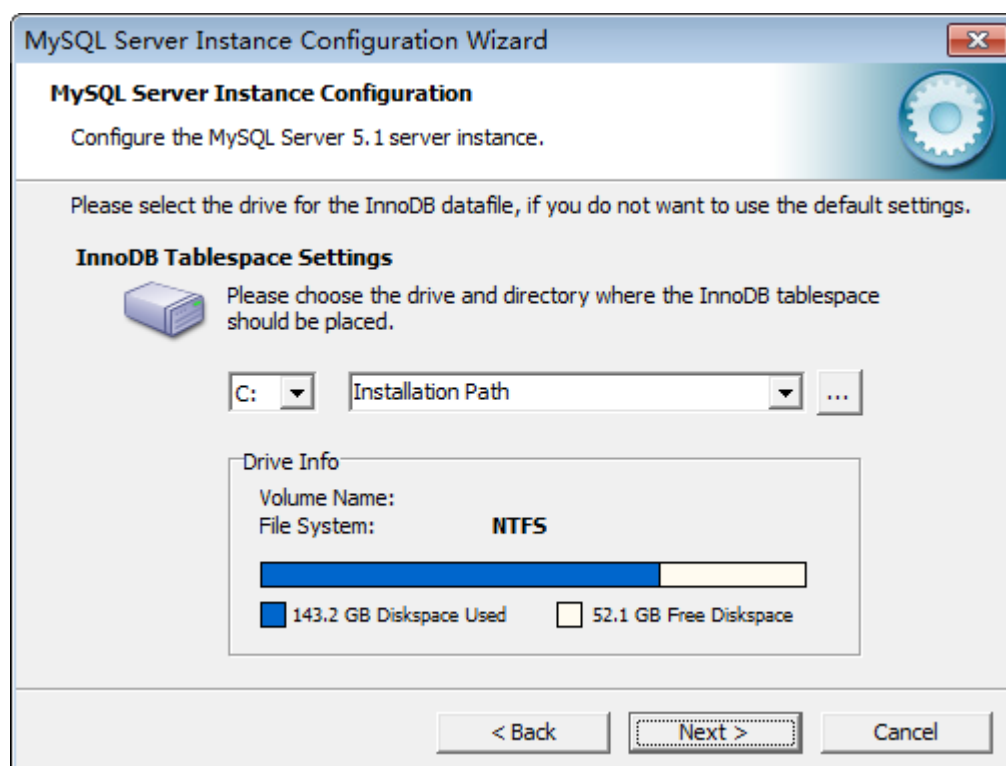 MySQL Server Instance Configuration Wizard
MySQL Server Instance Configuration
Configure the MySQL Server 5.1 server instance.
Please select the drive for the InnoDB datafile, if you do not want to use the default settings.
InnoDB Tablespace Settings
Please choose the drive and directory where the InnoDB tablespace
should be placed.
C: Installation Path ...
Drive Info
Volume Name:
File System: NTFS
143.2 GB Diskspace Used 52.1 GB Free Diskspace
< Back Next > Cancel